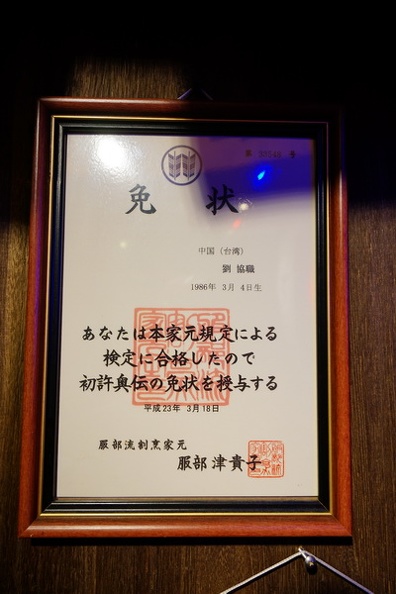 第 号
免 状
中国（台湾）
劉 協職
1986年 3月 4日生
あなたは本家元規定による
検定に合格したので
初許奥伝の免状を授与する
平成23年 3月18日
服部流割烹家元
服部津貴子